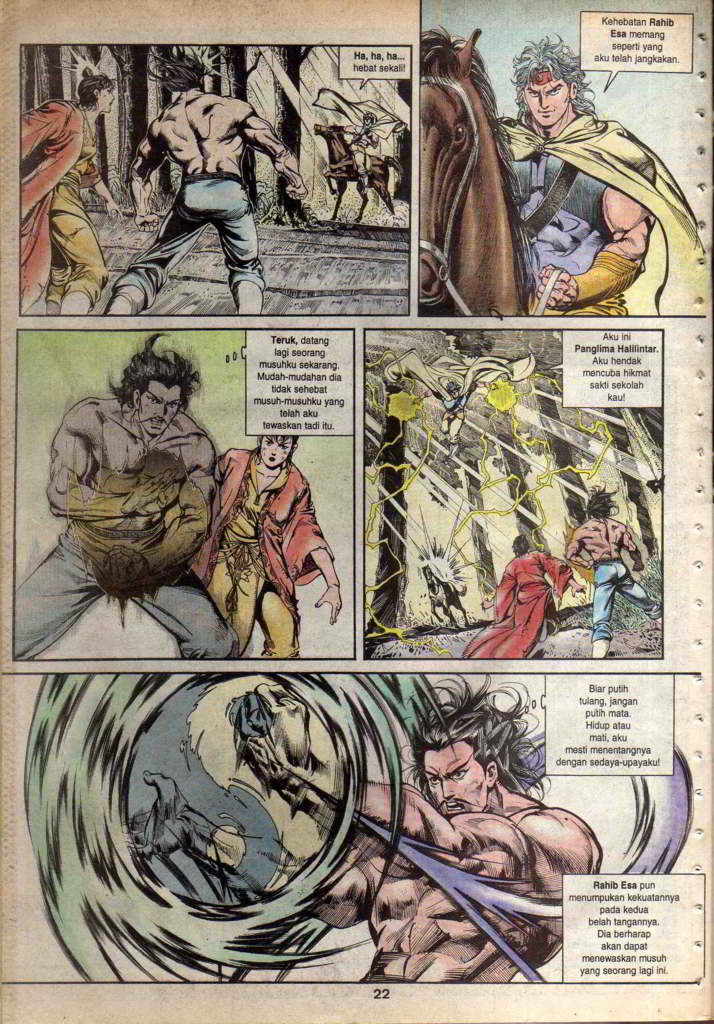 Ha, ha, ha...
hebat sekali!
Kehebatan Rahib
Esa memang
seperti yang
aku telah jangkakan.
Teruk, datang
lagi seorang
musuhku sekarang.
Mudah-mudahan dia
tidak sehebat
musuh-musuhku yang
telah aku
tewaskan tadi itu.
Aku ini
Panglima Halilintar.
Aku hendak
mencuba hikmat
sakti sekolah
kau!
Biar putih
tulang, jangan
putih mata.
Hidup atau
mati, aku
mesti menentangnya
dengan sedaya-upayaku!
Rahib Esa pun
menumpukan kekuatannya
pada kedua
belah tangannya.
Dia berharap
akan dapat
menewaskan musuh
yang seorang lagi ini.
22